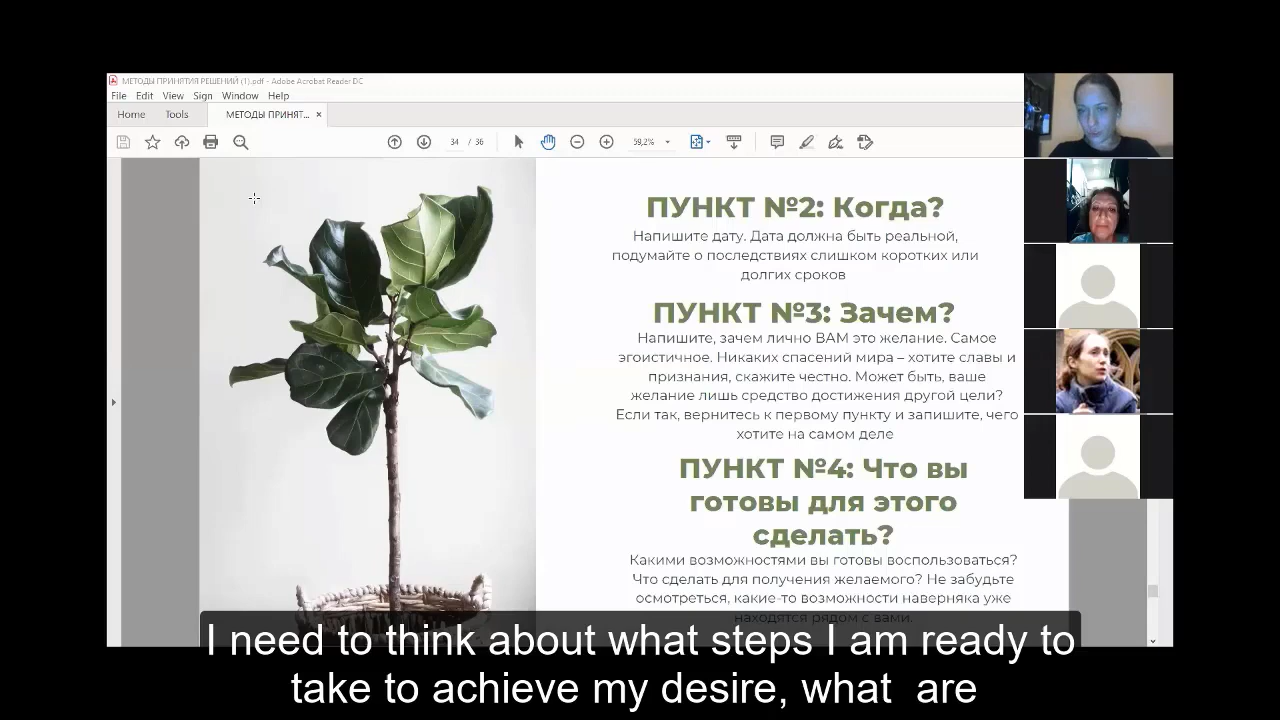 МЕТОДЫ ПРИНЯТИЯ РЕШЕНИЙ (1).pdf - Adobe Acrobat Reader DC
File Edit View Sign Window Help
Home Tools МЕТОДЫ ПРИНЯТ... ×
34 / 36 59,2%
ПУНКТ №2: Когда?
Напишите дату. Дата должна быть реальной,
подумайте о последствиях слишком коротких или
долгих сроков
ПУНКТ №3: Зачем?
Напишите, зачем лично ВАМ это желание. Самое
эгоистичное. Никаких спасений мира – хотите славы и
признания, скажите честно. Может быть, ваше
желание лишь средство достижения другой цели?
Если так, вернитесь к первому пункту и запишите, чего
хотите на самом деле
ПУНКТ №4: Что вы
готовы для этого
сделать?
Какими возможностями вы готовы воспользоваться?
Что сделать для получения желаемого? Не забудьте
осмотреться, какие-то возможности наверняка уже
находятся рядом с вами.
I need to think about what steps I am ready to
take to achieve my desire, what are